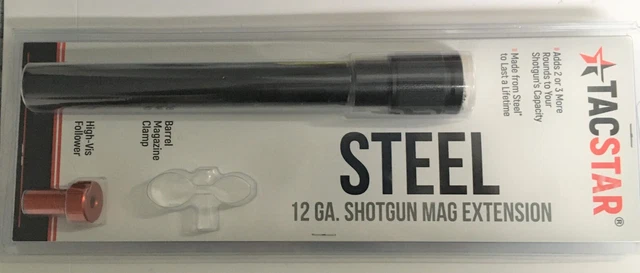 TACSTAR®
Adds 2 or 3 More
Rounds to Your
Shotgun's Capacity
Made from Steel*
to Last a Lifetime
Barrel
Magazine
Clamp
High-Vis
Follower
STEEL
12 GA. SHOTGUN MAG EXTENSION